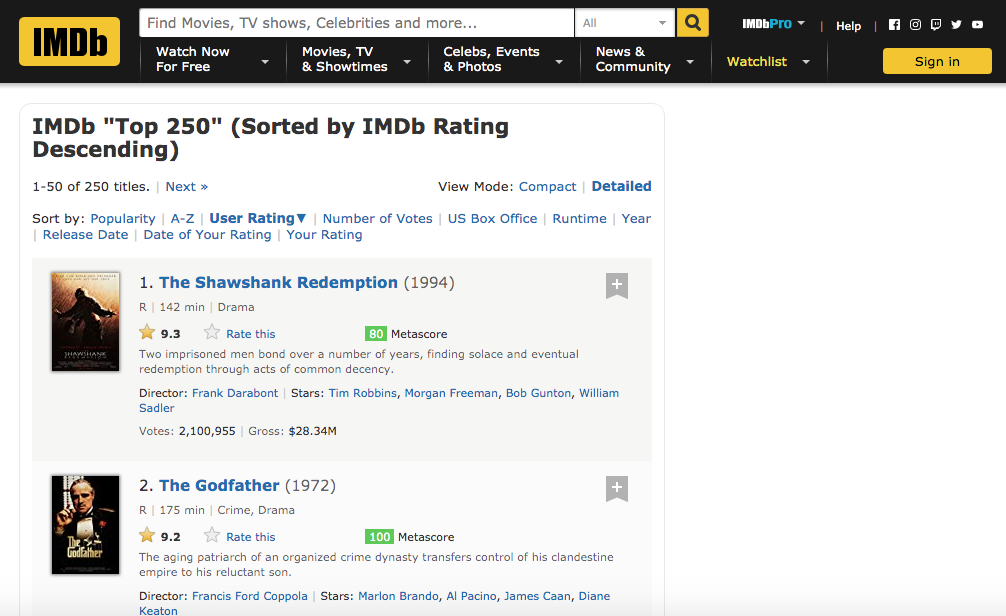 IMDb
Find Movies, TV shows, Celebrities and more...
All
IMDbPro
|
Help
|
Watch Now
For Free
Movies, TV
& Showtimes
Celebs, Events
& Photos
News &
Community
Watchlist
Sign in
IMDb "Top 250" (Sorted by IMDb Rating
Descending)
1-50 of 250 titles. | Next »
View Mode: Compact | Detailed
Sort by: Popularity | A-Z | User Rating▼ | Number of Votes | US Box Office | Runtime | Year
| Release Date | Date of Your Rating | Your Rating
1. The Shawshank Redemption (1994)
R | 142 min | Drama
9.3 Rate this 80 Metascore
Two imprisoned men bond over a number of years, finding solace and eventual
redemption through acts of common decency.
Director: Frank Darabont | Stars: Tim Robbins, Morgan Freeman, Bob Gunton, William
Sadler
Votes: 2,100,955 | Gross: $28.34M
SHAWSHANK
2. The Godfather (1972)
R | 175 min | Crime, Drama
9.2 Rate this 100 Metascore
The aging patriarch of an organized crime dynasty transfers control of his clandestine
empire to his reluctant son.
Director: Francis Ford Coppola | Stars: Marlon Brando, Al Pacino, James Caan, Diane
Keaton
The
Godfather